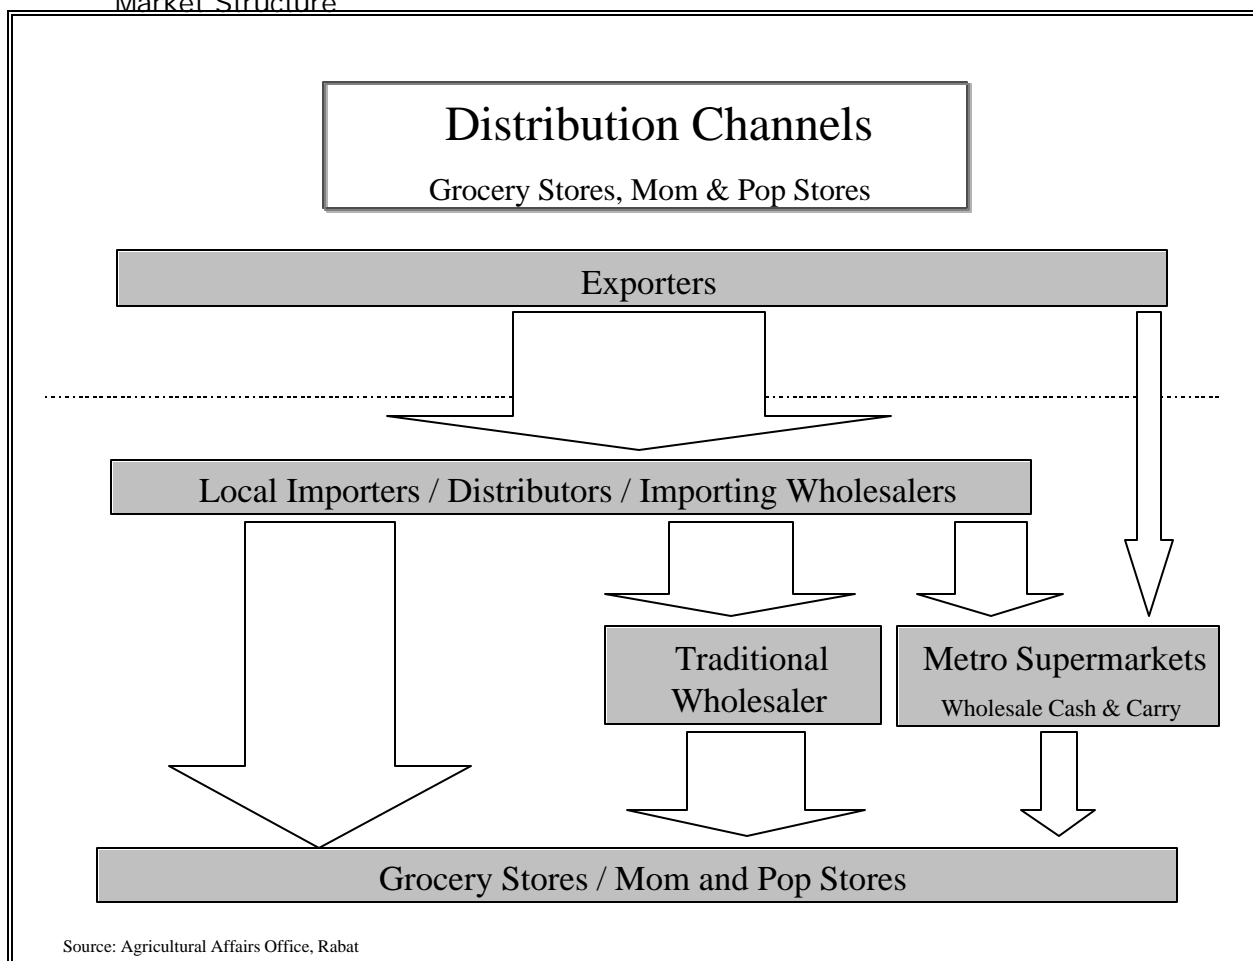 Market Structure
Distribution Channels
Grocery Stores, Mom & Pop Stores
Exporters
Local Importers / Distributors / Importing Wholesalers
Traditional
Wholesaler
Metro Supermarkets
Wholesale Cash & Carry
Grocery Stores / Mom and Pop Stores
Source: Agricultural Affairs Office, Rabat